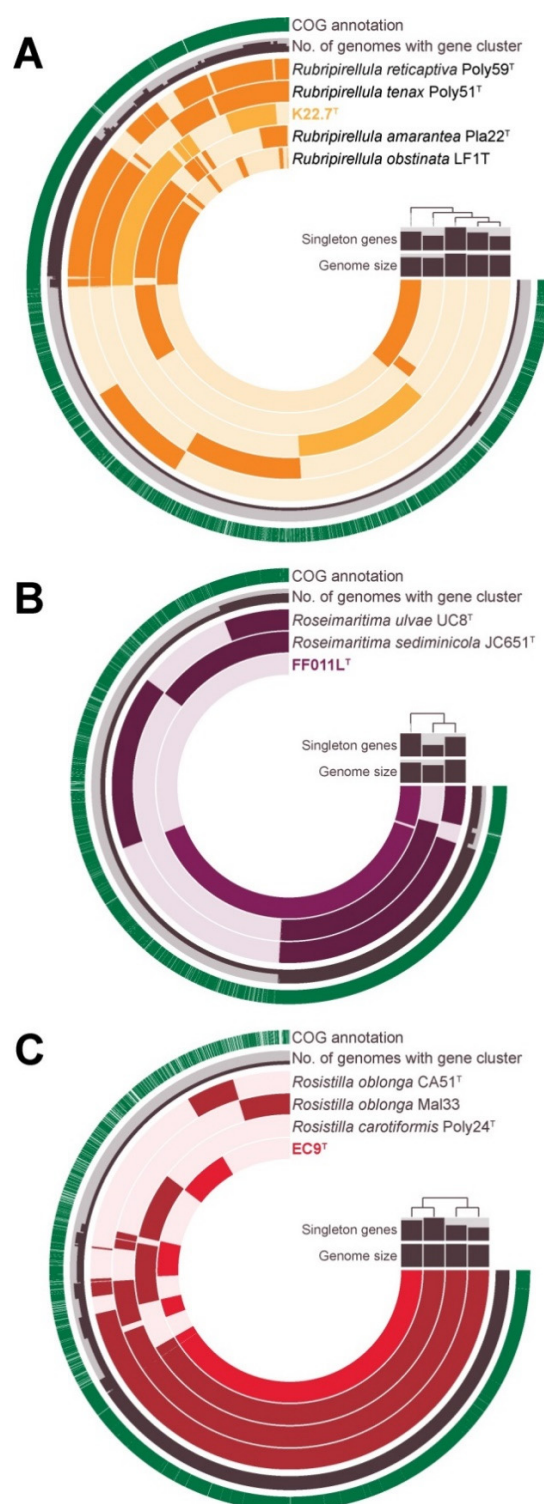 A
COG annotation
No. of genomes with gene cluster
Rubripirellula reticaptiva Poly59ᵀ
Rubripirellula tenax Poly51ᵀ
K22.7ᵀ
Rubripirellula amarantea Pla22ᵀ
Rubripirellula obstinata LF1T
Singleton genes
Genome size
B
COG annotation
No. of genomes with gene cluster
Roseimaritima ulvae UC8ᵀ
Roseimaritima sediminicola JC651ᵀ
FF011Lᵀ
Singleton genes
Genome size
C
COG annotation
No. of genomes with gene cluster
Rosistilla oblonga CA51ᵀ
Rosistilla oblonga Mal33
Rosistilla carotiformis Poly24ᵀ
EC9ᵀ
Singleton genes
Genome size